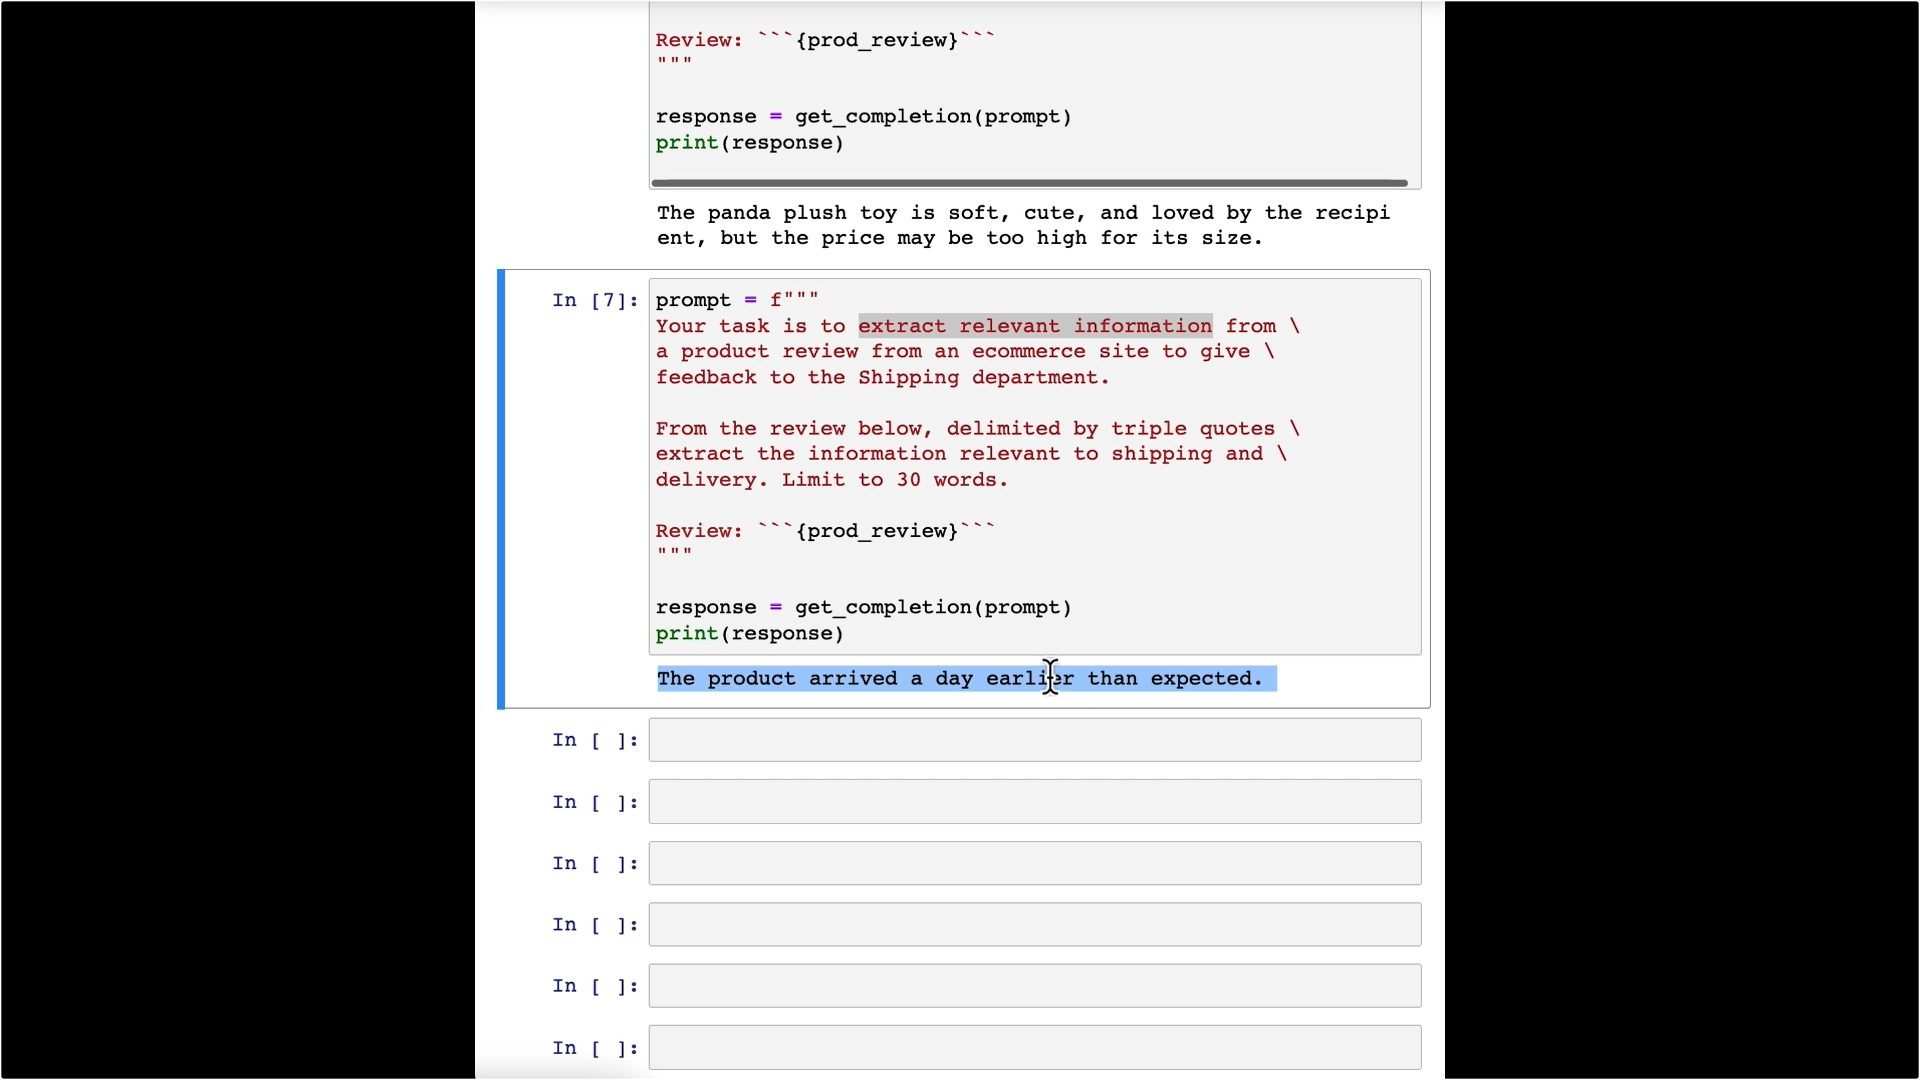 Review: ```{prod_review}```
"""
response = get_completion(prompt)
print(response)
The panda plush toy is soft, cute, and loved by the recipi
ent, but the price may be too high for its size.
In [7]: prompt = f"""
Your task is to extract relevant information from \
a product review from an ecommerce site to give \
feedback to the Shipping department.
From the review below, delimited by triple quotes \
extract the information relevant to shipping and \
delivery. Limit to 30 words.
Review: ```{prod_review}```
"""
response = get_completion(prompt)
print(response)
The product arrived a day earlier than expected.
In [ ]:
In [ ]:
In [ ]:
In [ ]:
In [ ]:
In [ ]: